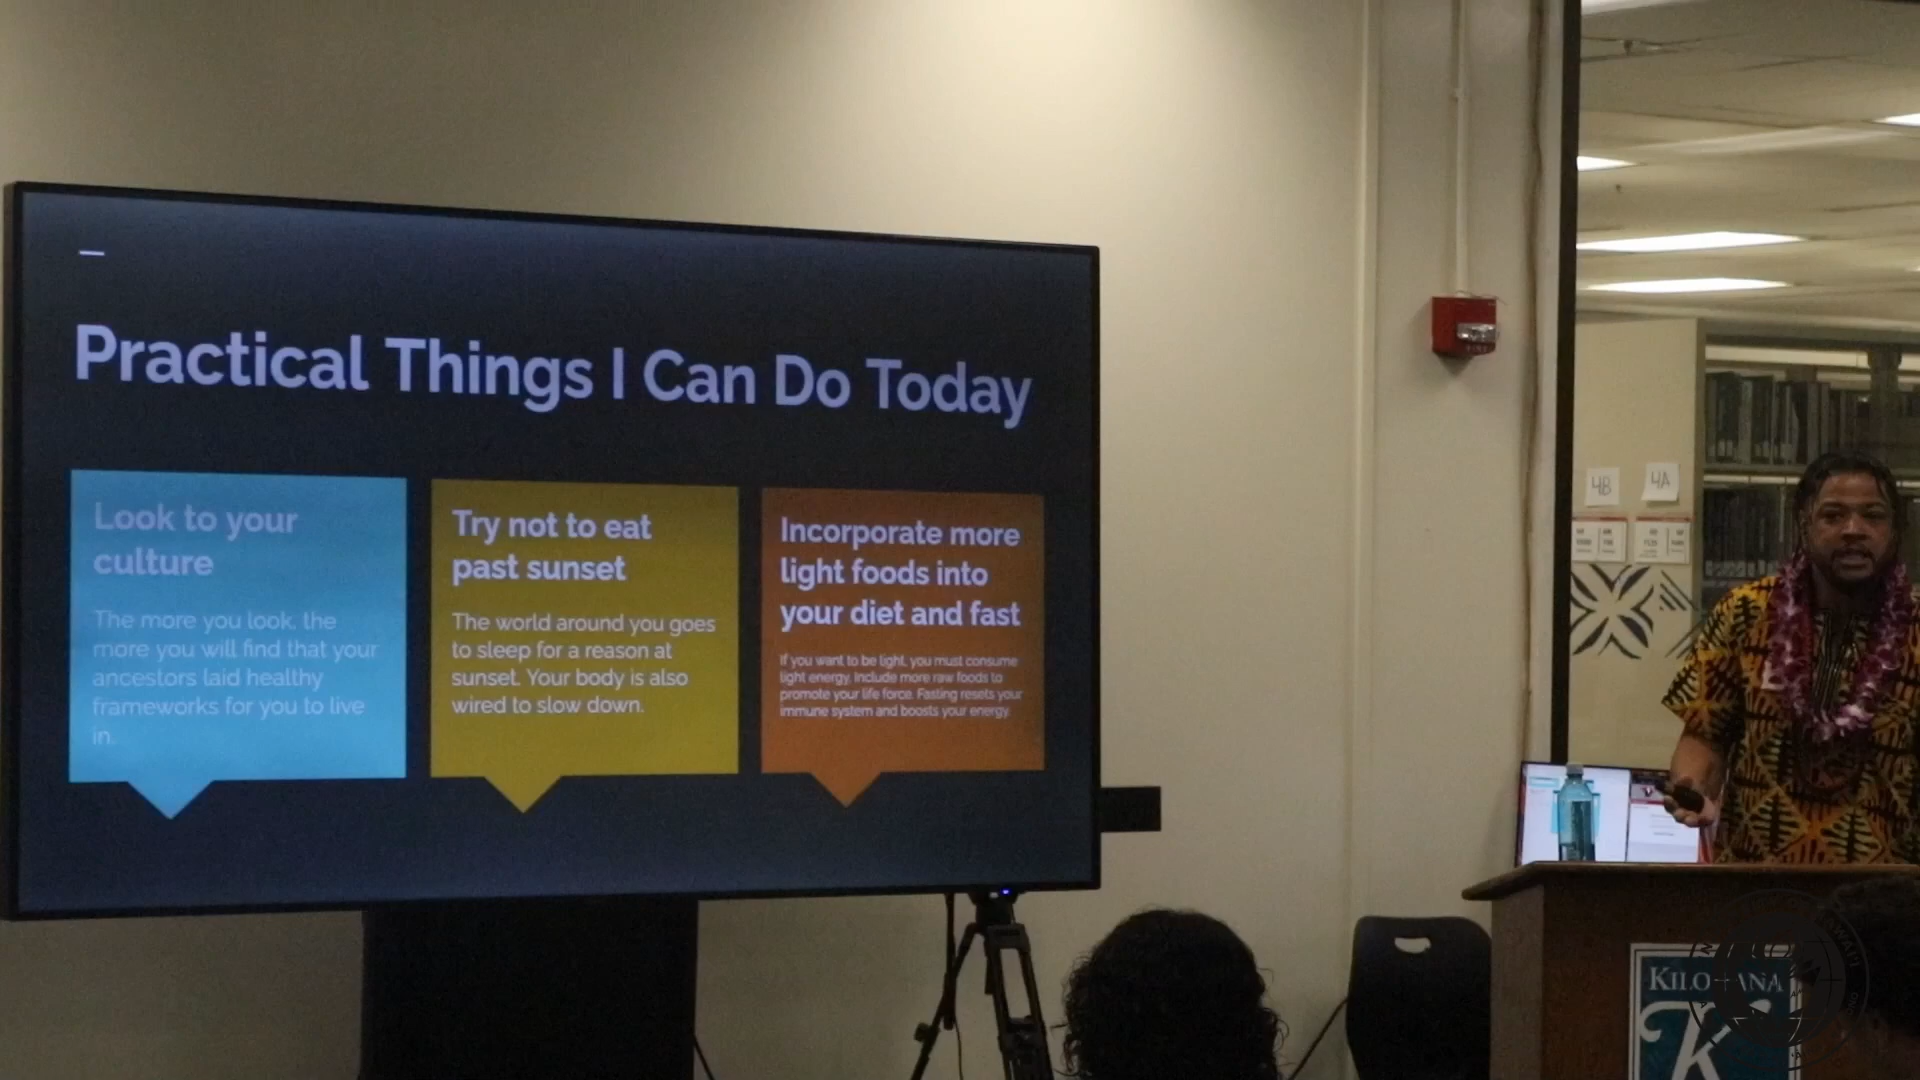 Practical Things I Can Do Today
Look to your
culture
The more you look, the
more you will find that your
ancestors laid healthy
frameworks for you to live
in.
Try not to eat
past sunset
The world around you goes
to sleep for a reason at
sunset. Your body is also
wired to slow down.
Incorporate more
light foods into
your diet and fast
If you want to be light, you must consume
light energy. Include more raw foods to
promote your life force. Fasting resets your
immune system and boosts your energy.
4B
4A
K